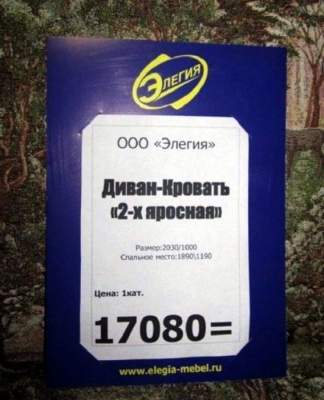 Элегия
ООО «Элегия»
Диван-Кровать
«2-х яросная»
Размер:2030/1000
Спальное место:1890\1190
Цена: 1кат.
17080=
www.elegia-mebel.ru